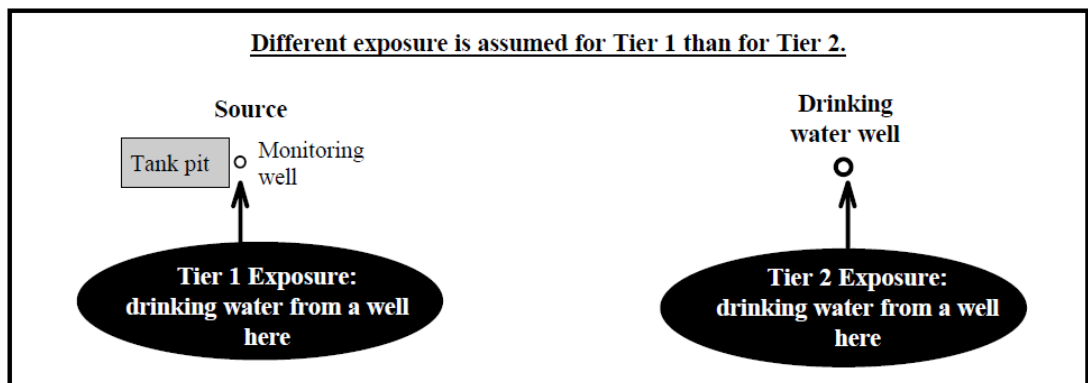 Different exposure is assumed for Tier 1 than for Tier 2.
Source
Tank pit
Monitoring
well
Drinking
water well
Tier 1 Exposure:
drinking water from a well
here
Tier 2 Exposure:
drinking water from a well
here